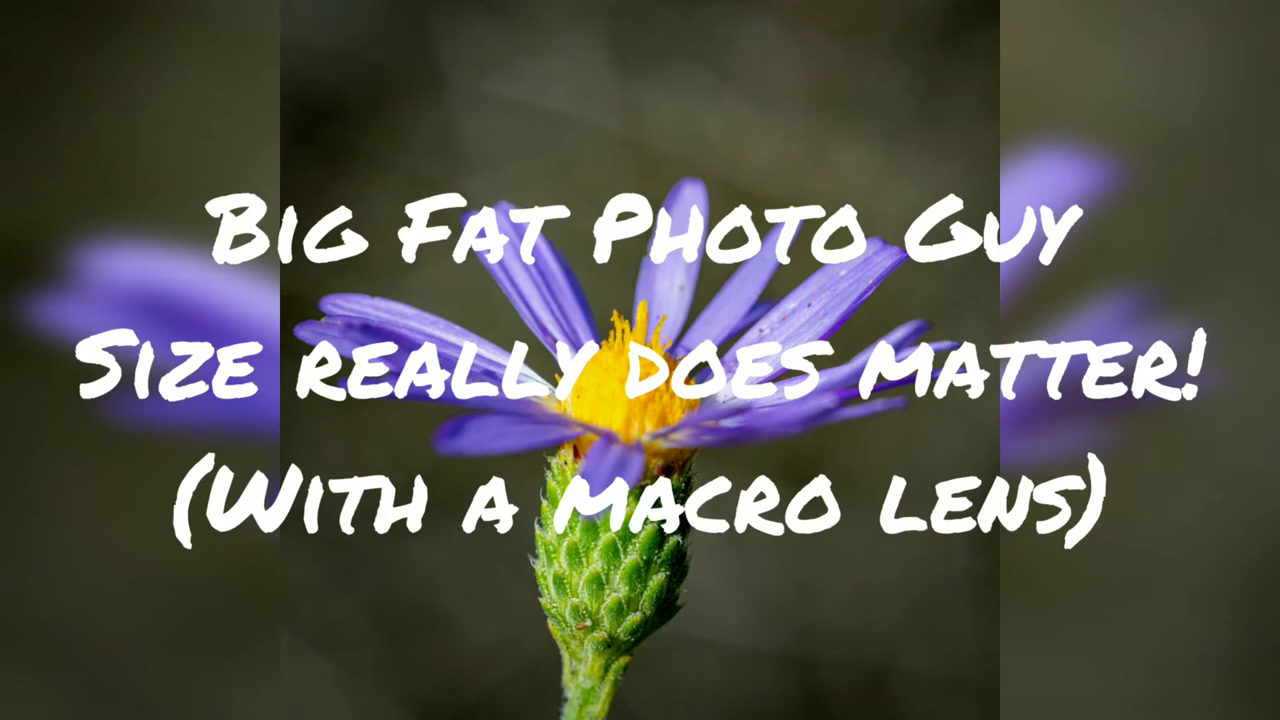 Big Fat Photo Guy
Size really does matter!
(With a macro lens)